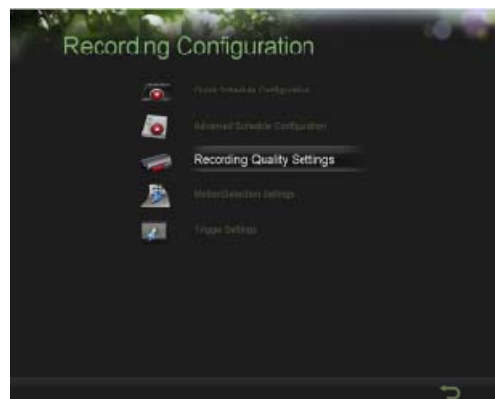 Recording Configuration
Quick Schedule Configuration
Advanced Schedule Configuration
Recording Quality Settings
Motion Detection Settings
Trigger Settings